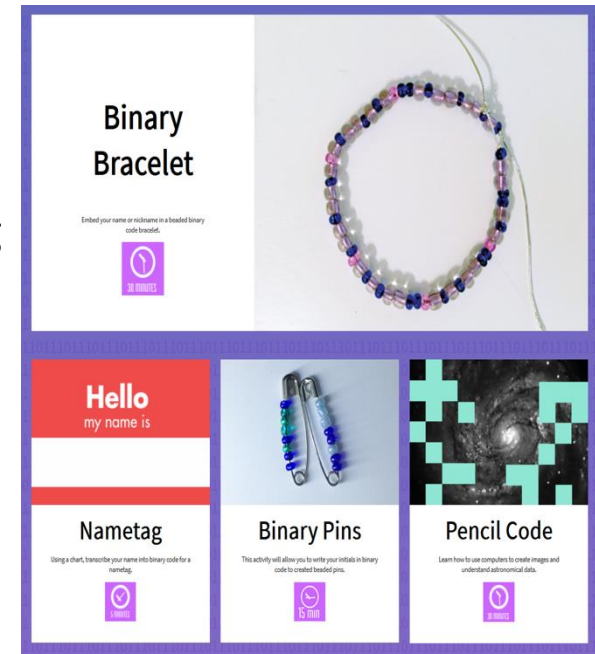 Binary
Bracelet
Embed your name or nickname in a beaded binary
code bracelet.
30 MINUTES
Hello
my name is
Nametag
Using a chart, transcribe your name into binary code for a
nametag.
5 MINUTES
Binary Pins
This activity will allow you to write your initials in binary
code to created beaded pins.
15 MIN
Pencil Code
Learn how to use computers to create images and
understand astronomical data.
30 MINUTES